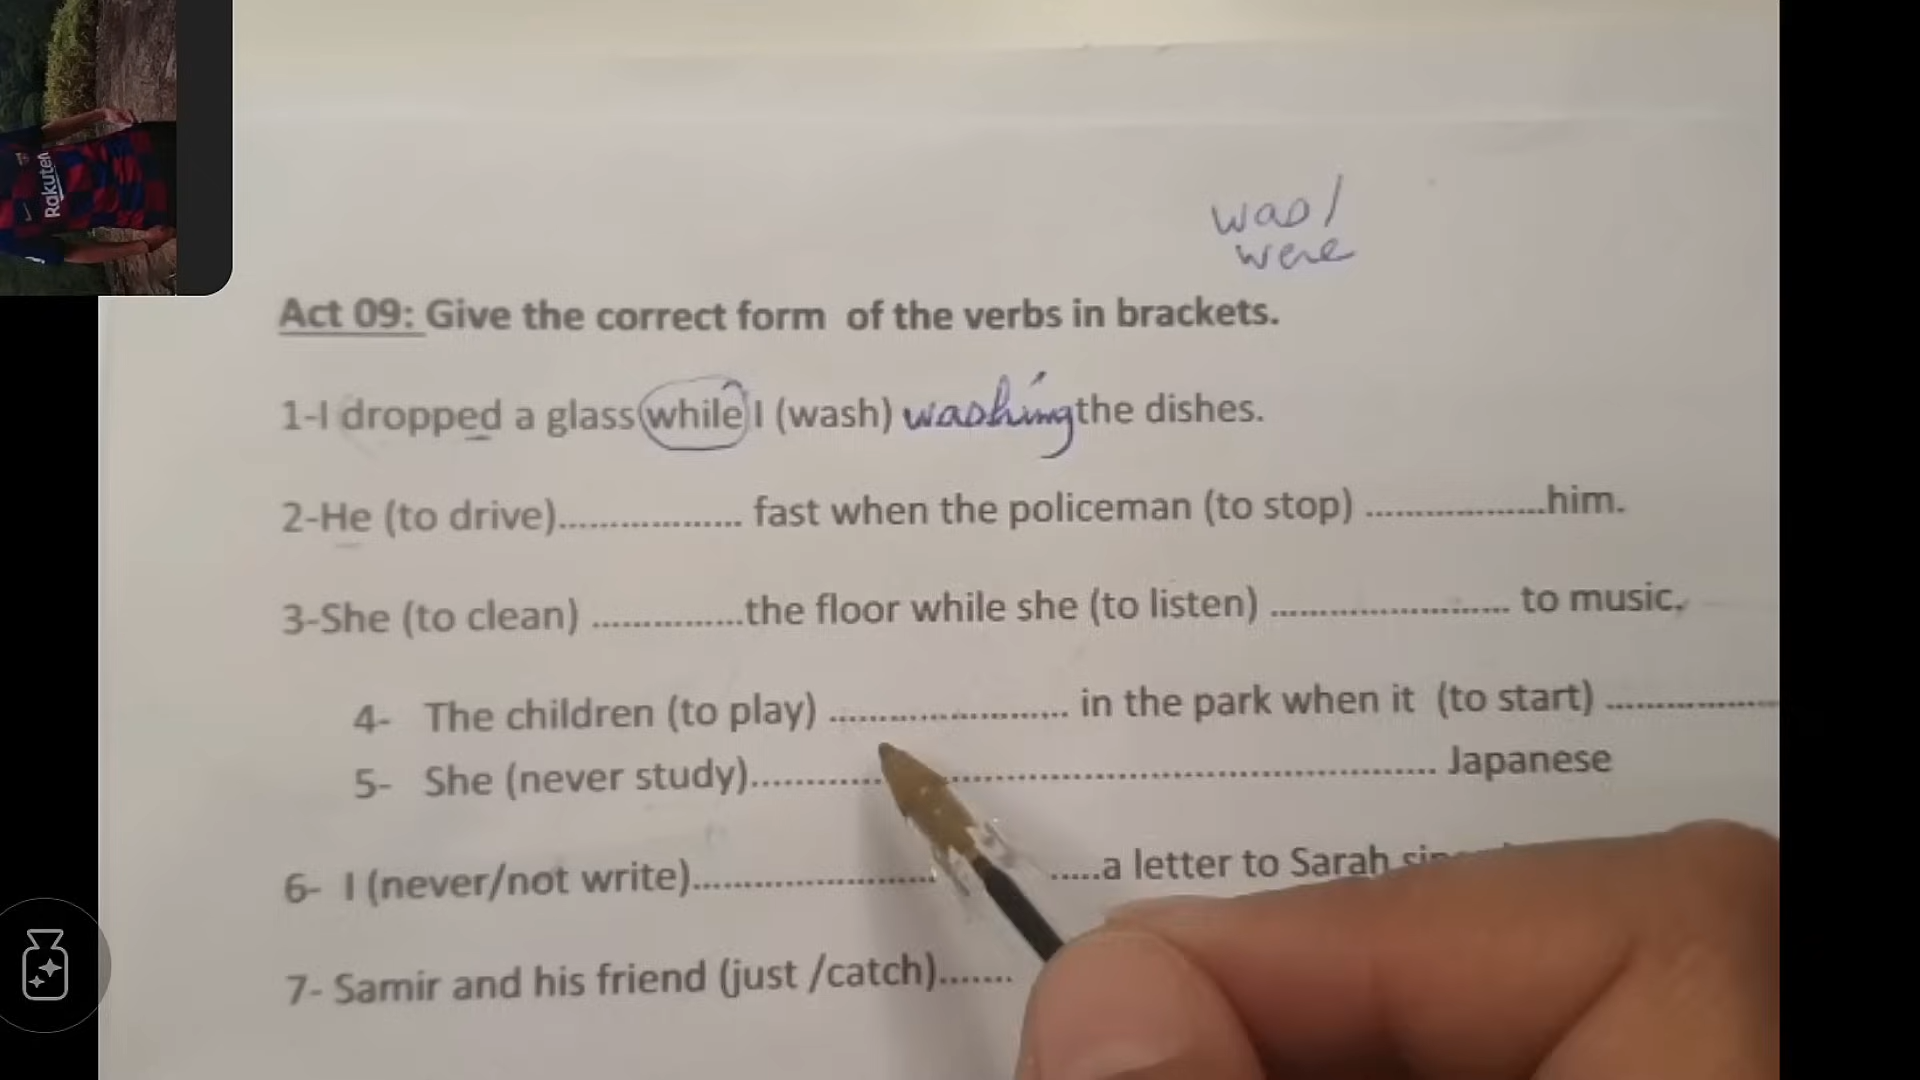 Rakuten
was/
were
Act 09: Give the correct form of the verbs in brackets.
1-I dropped a glass while I (wash) washing the dishes.
2-He (to drive).................. fast when the policeman (to stop) ..................him.
3-She (to clean) ...............the floor while she (to listen) ........................ to music.
4- The children (to play) ........................ in the park when it (to start) .................
5- She (never study)..................................................................... Japanese
6- I (never/not write)............................. a letter to Sarah
7- Samir and his friend (just /catch).......